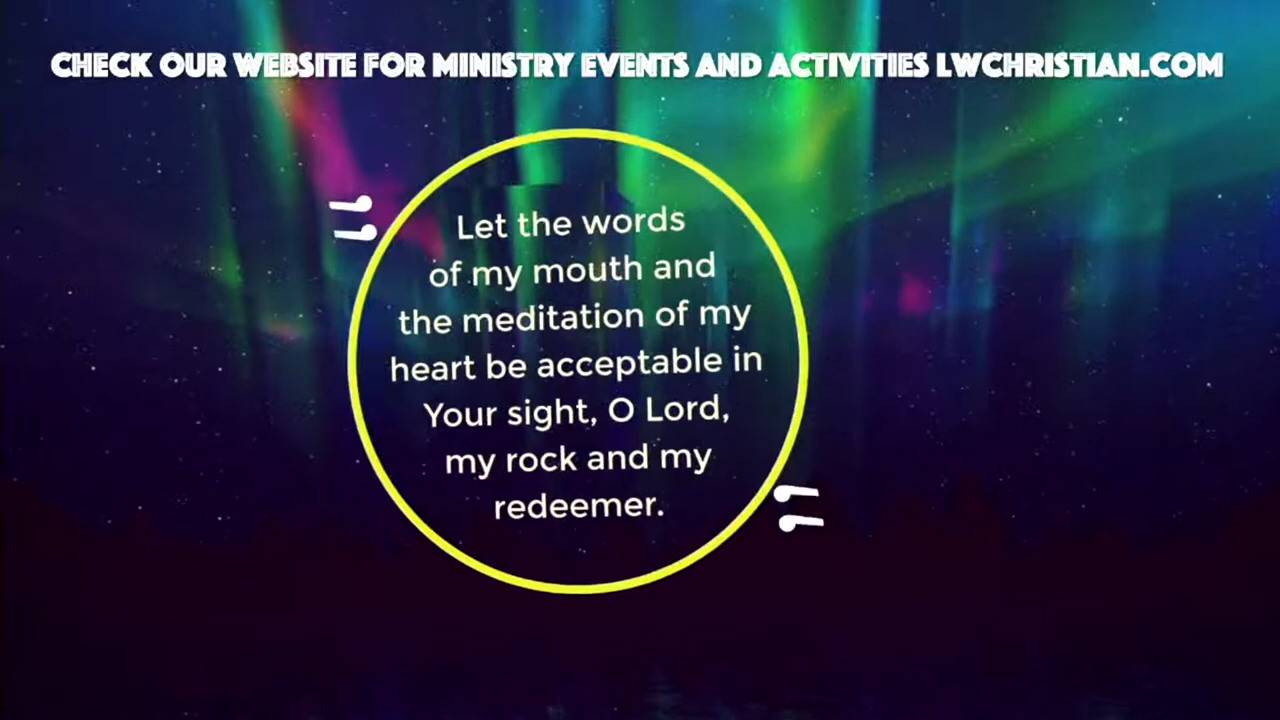 CHECK OUR WEBSITE FOR MINISTRY EVENTS AND ACTIVITIES LWCHRISTIAN.COM
Let the words
of my mouth and
the meditation of my
heart be acceptable in
Your sight, O Lord,
my rock and my
redeemer.